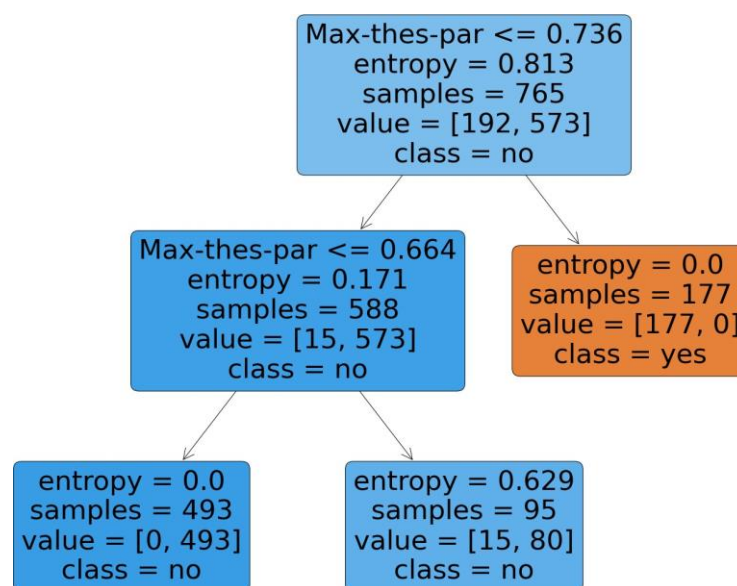 Max-thes-par <= 0.736
entropy = 0.813
samples = 765
value = [192, 573]
class = no
Max-thes-par <= 0.664
entropy = 0.171
samples = 588
value = [15, 573]
class = no
entropy = 0.0
samples = 177
value = [177, 0]
class = yes
entropy = 0.0
samples = 493
value = [0, 493]
class = no
entropy = 0.629
samples = 95
value = [15, 80]
class = no